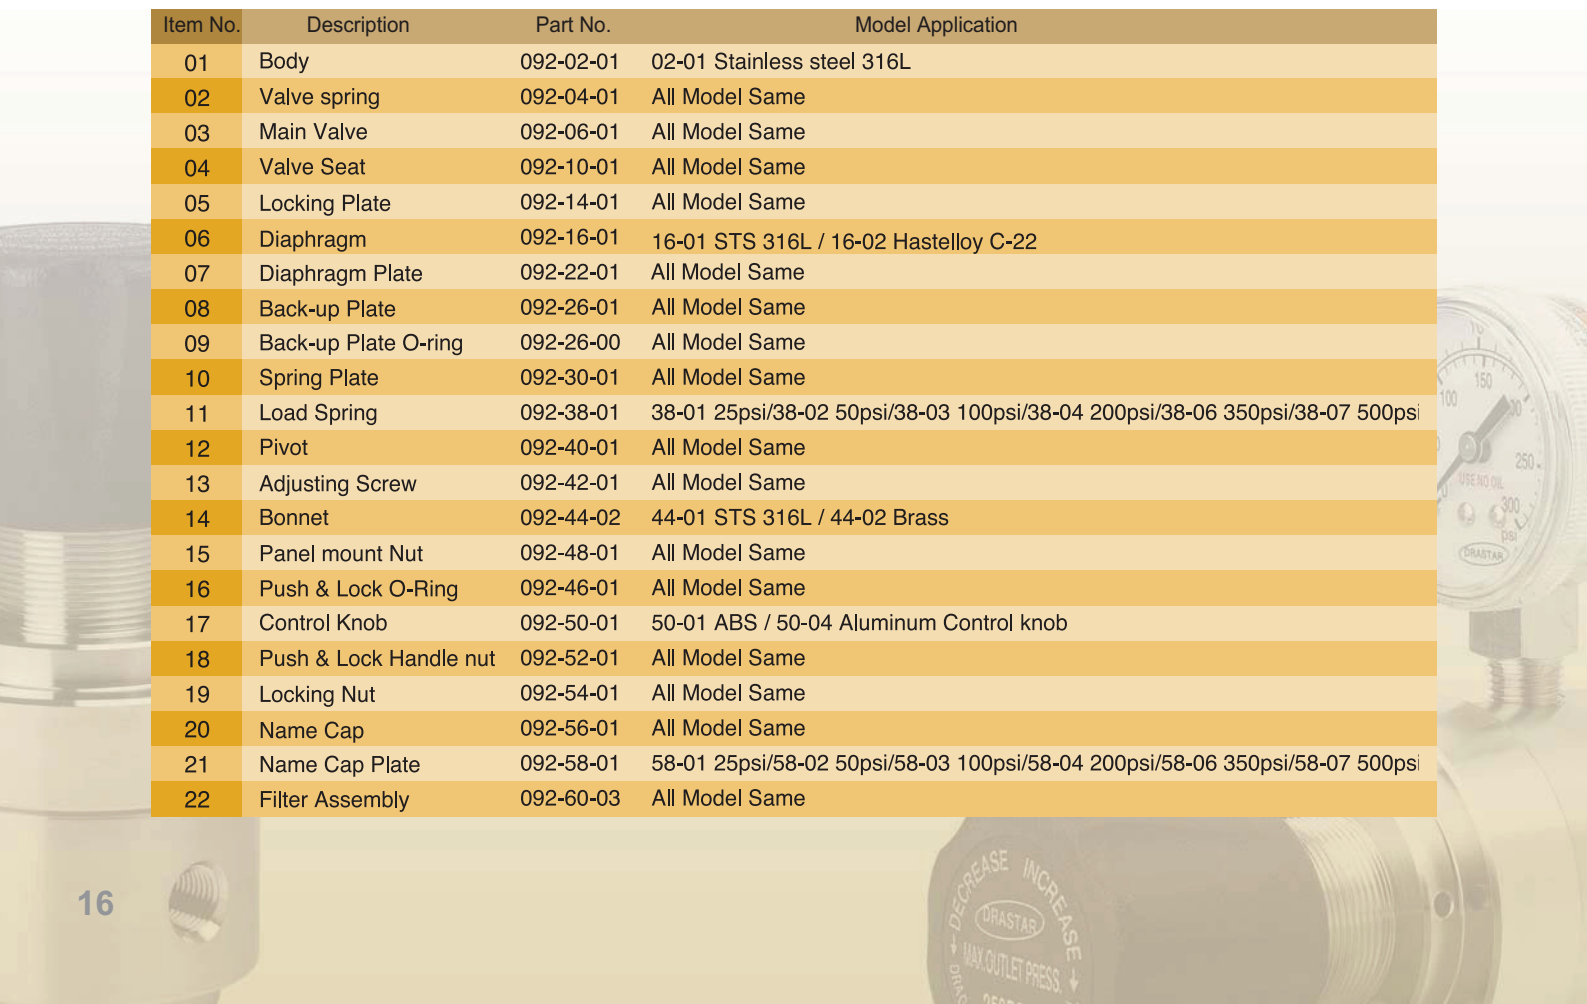 Item No. Description Part No. Model Application
01 Body 092-02-01 02-01 Stainless steel 316L
02 Valve spring 092-04-01 All Model Same
03 Main Valve 092-06-01 All Model Same
04 Valve Seat 092-10-01 All Model Same
05 Locking Plate 092-14-01 All Model Same
06 Diaphragm 092-16-01 16-01 STS 316L / 16-02 Hastelloy C-22
07 Diaphragm Plate 092-22-01 All Model Same
08 Back-up Plate 092-26-01 All Model Same
09 Back-up Plate O-ring 092-26-00 All Model Same
10 Spring Plate 092-30-01 All Model Same
11 Load Spring 092-38-01 38-01 25psi/38-02 50psi/38-03 100psi/38-04 200psi/38-06 350psi/38-07 500psi
12 Pivot 092-40-01 All Model Same
13 Adjusting Screw 092-42-01 All Model Same
14 Bonnet 092-44-02 44-01 STS 316L / 44-02 Brass
15 Panel mount Nut 092-48-01 All Model Same
16 Push & Lock O-Ring 092-46-01 All Model Same
17 Control Knob 092-50-01 50-01 ABS / 50-04 Aluminum Control knob
18 Push & Lock Handle nut 092-52-01 All Model Same
19 Locking Nut 092-54-01 All Model Same
20 Name Cap 092-56-01 All Model Same
21 Name Cap Plate 092-58-01 58-01 25psi/58-02 50psi/58-03 100psi/58-04 200psi/58-06 350psi/58-07 500psi
22 Filter Assembly 092-60-03 All Model Same
100 150 250 300
USE NO OIL
psi
DRASTAR
16
DECREASE INCREASE
DRASTAR
MAX.OUTLET PRESS.